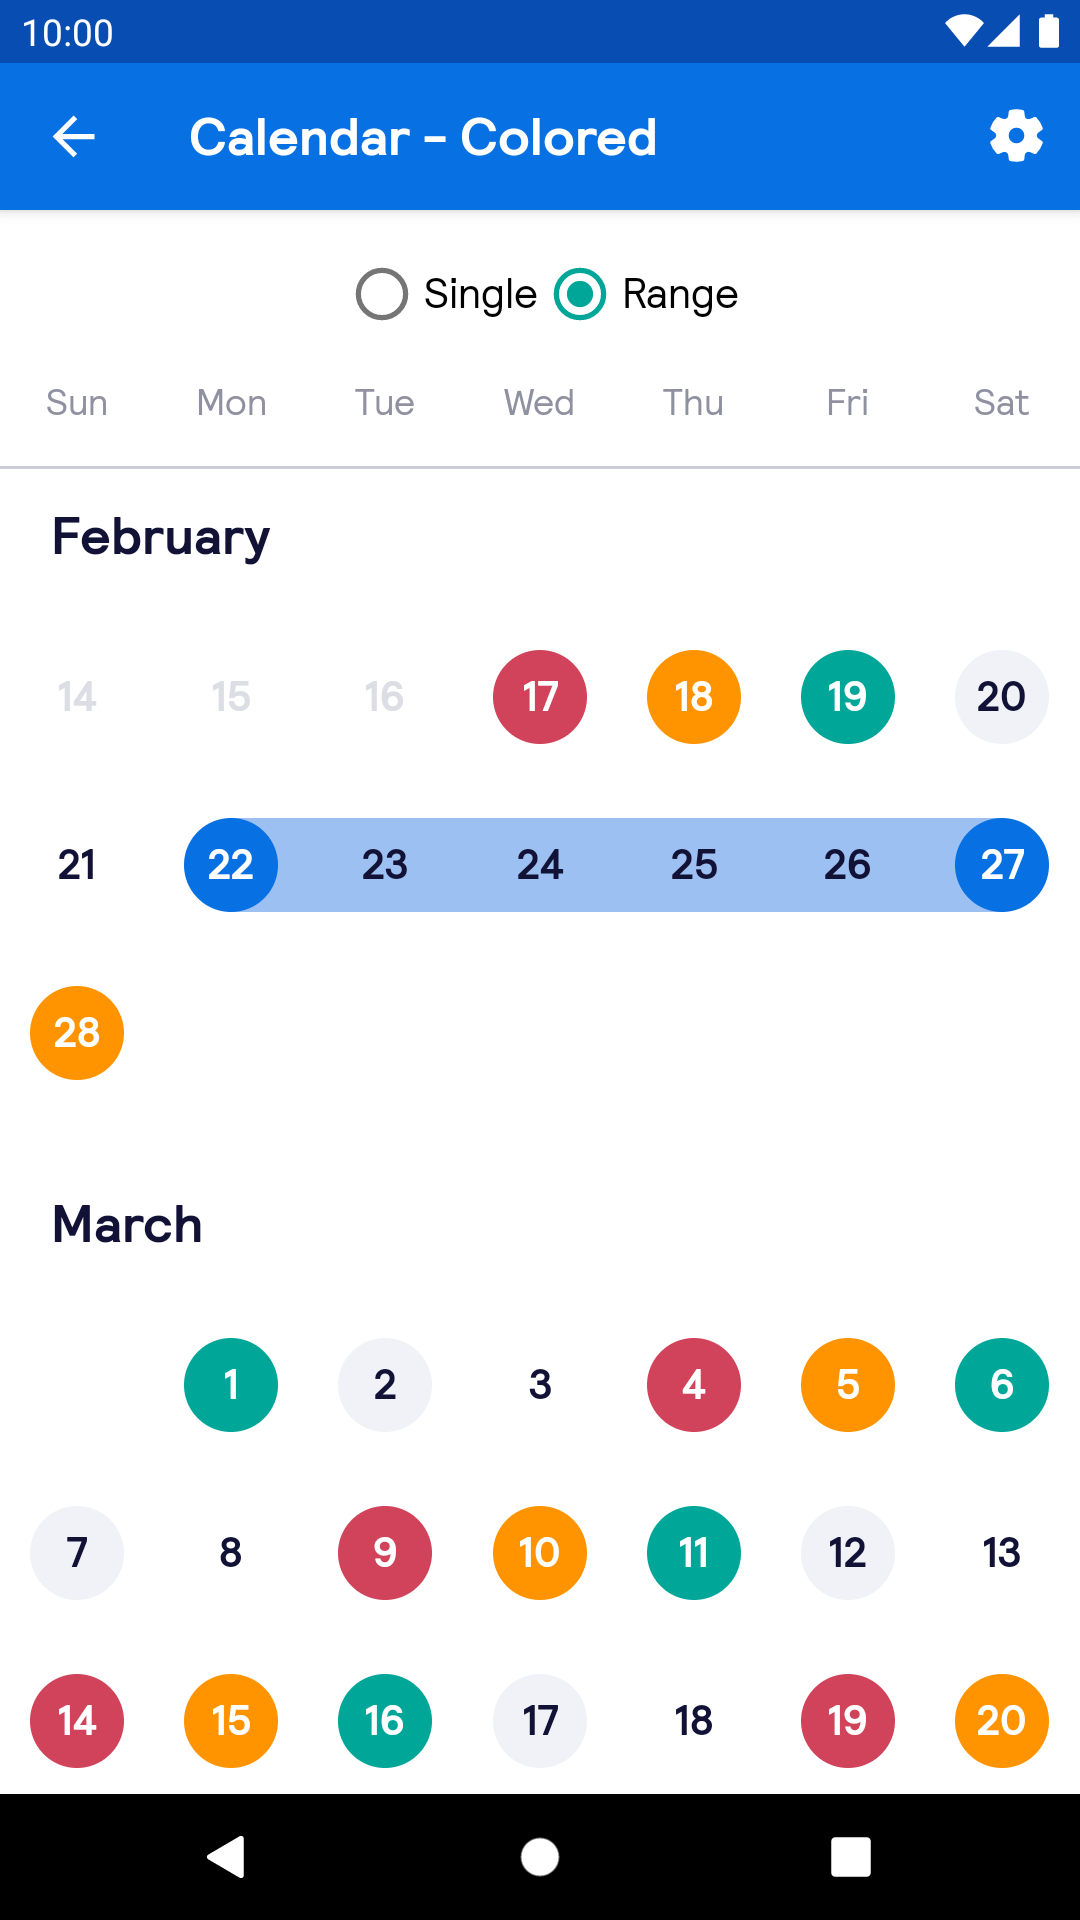 10:00
Calendar - Colored
Single Range
Sun Mon Tue Wed Thu Fri Sat
February
14 15 16 17 18 19 20
21 22 23 24 25 26 27
28
March
1 2 3 4 5 6
7 8 9 10 11 12 13
14 15 16 17 18 19 20